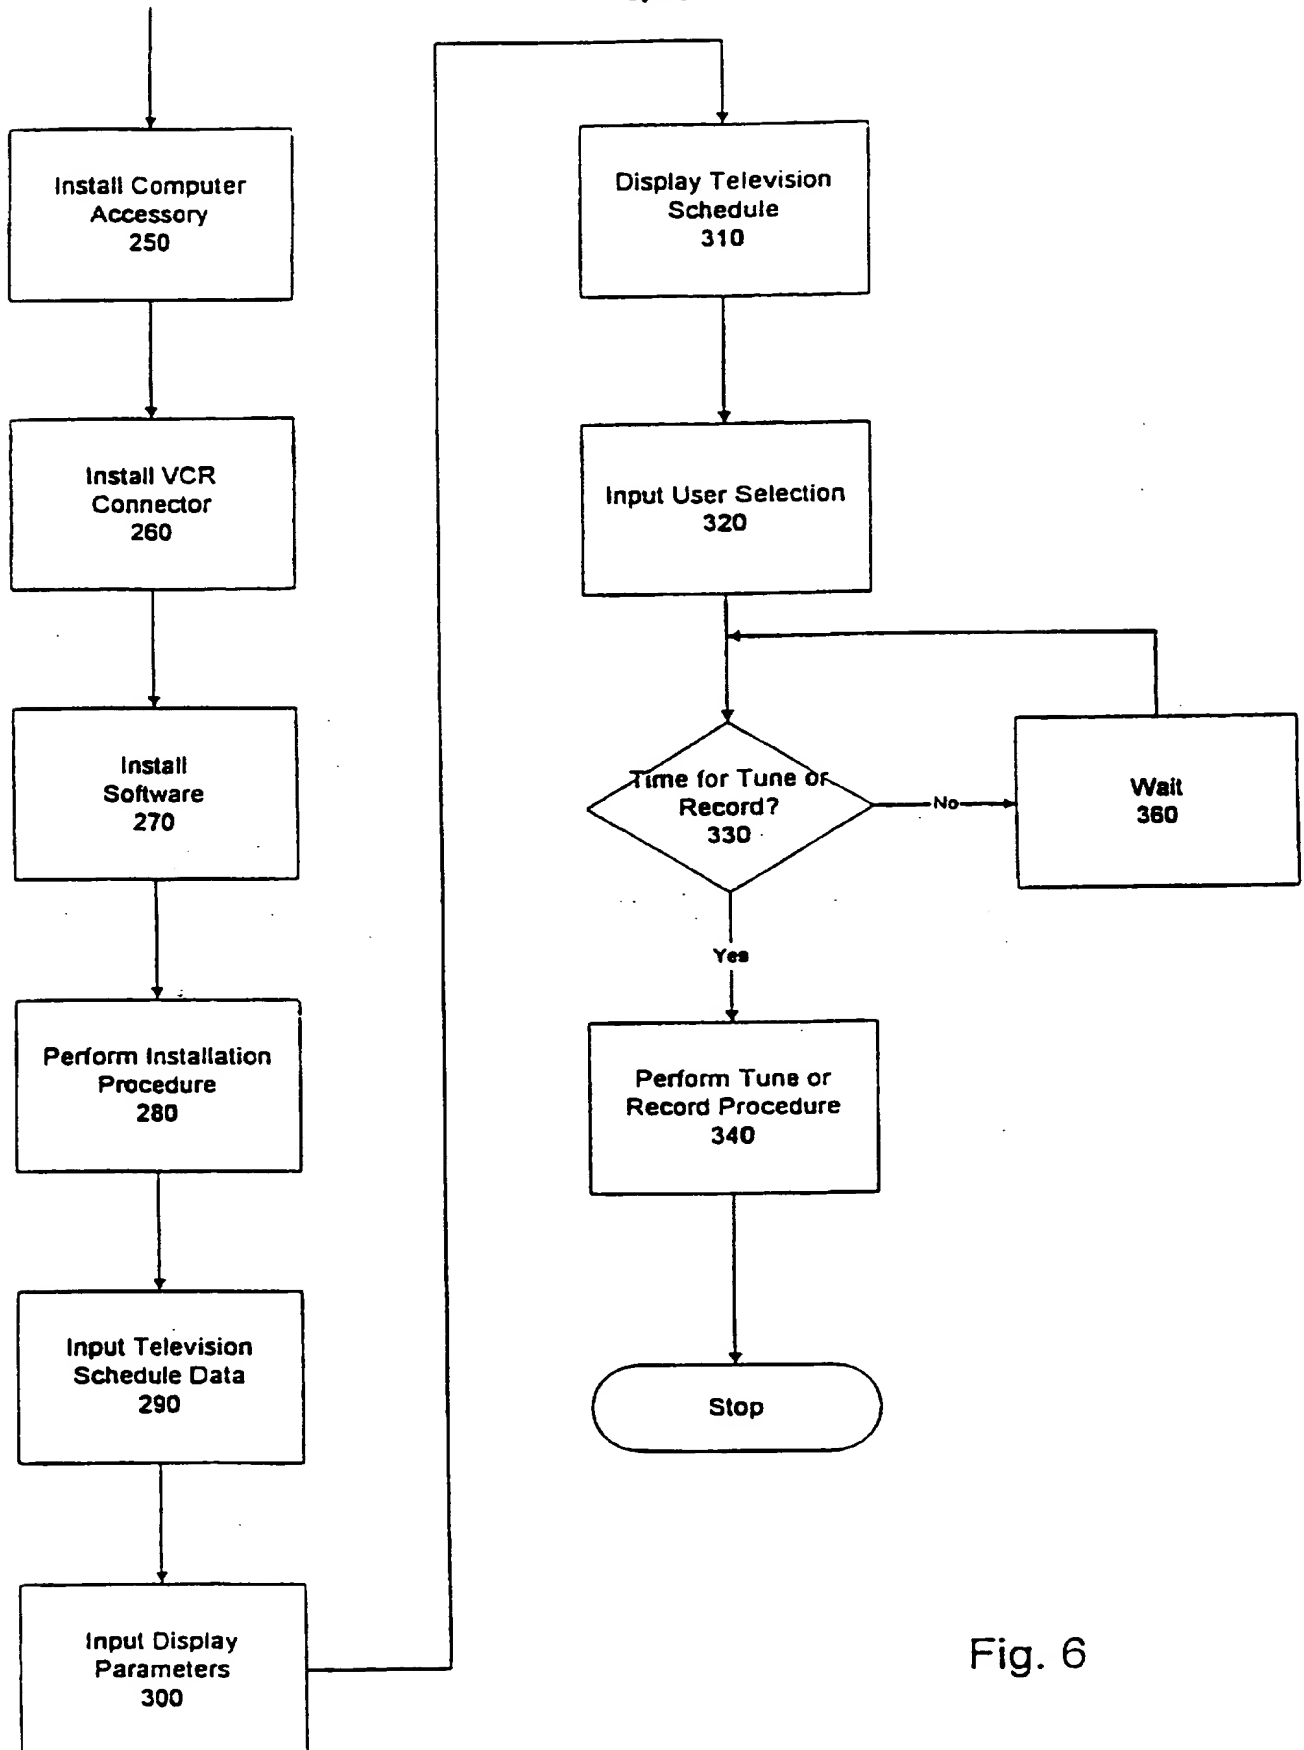 Install Computer
Accessory
250
Install VCR
Connector
260
Install
Software
270
Perform Installation
Procedure
280
Input Television
Schedule Data
290
Input Display
Parameters
300
Display Television
Schedule
310
Input User Selection
320
Time for Tune or
Record?
330
No
Wait
360
Yes
Perform Tune or
Record Procedure
340
Stop
Fig. 6